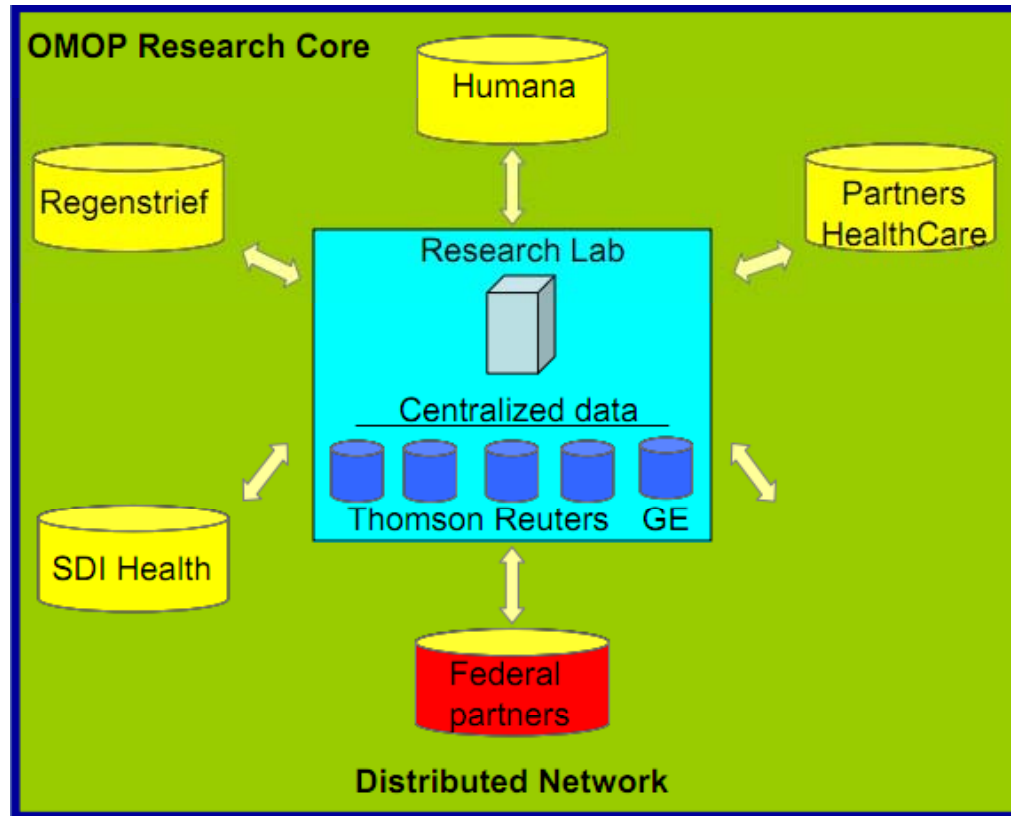 OMOP Research Core
Humana
Regenstrief
Partners
HealthCare
Research Lab
Centralized data
Thomson Reuters GE
SDI Health
Federal
partners
Distributed Network